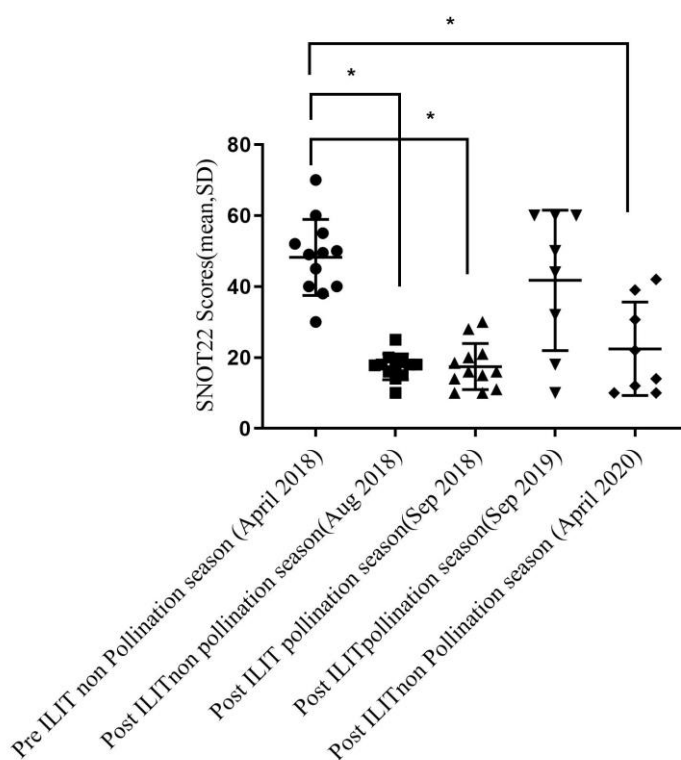 *
*
*
SNOT22 Scores(mean,SD)
80
60
40
20
0
Pre ILIT non Pollination season (April 2018)
Post ILITnon pollination season(Aug 2018)
Post ILIT pollination season(Sep 2018)
Post ILITpollination season(Sep 2019)
Post ILITnon Pollination season (April 2020)